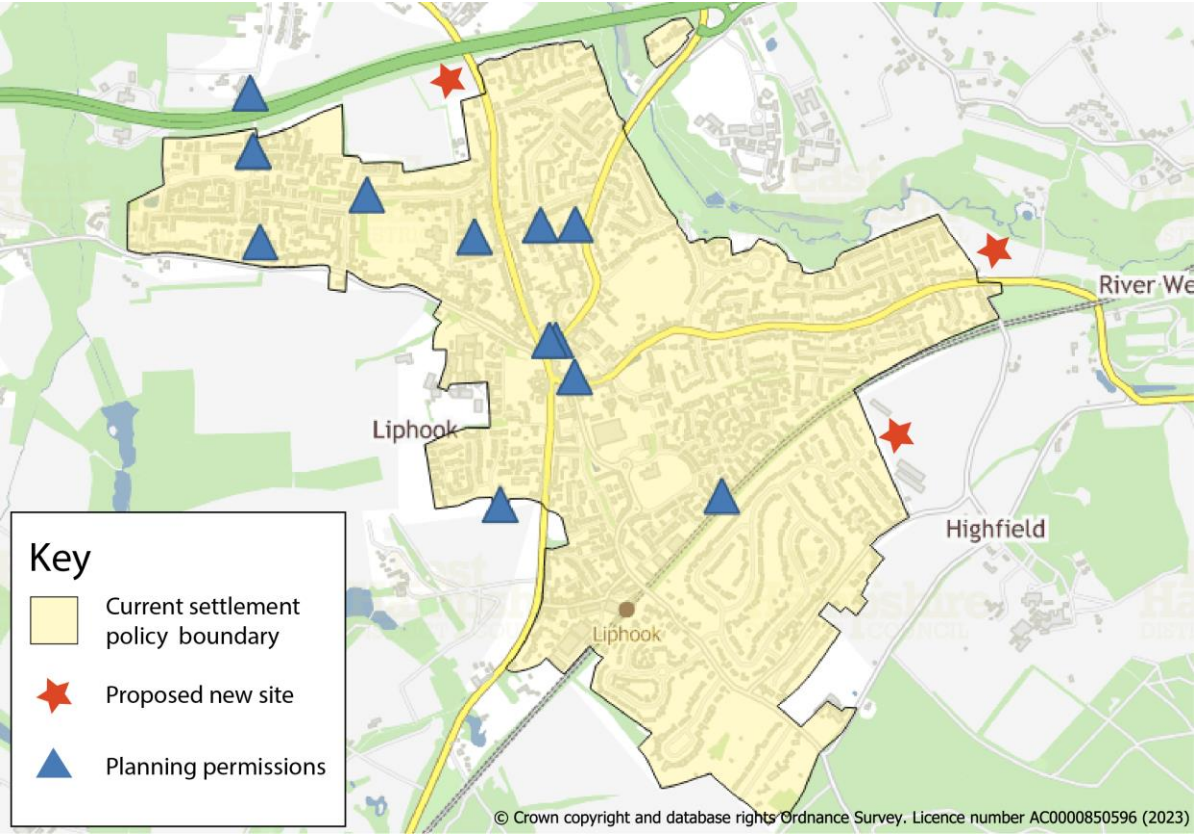 Liphook
River We
Highfield
Liphook
Key
Current settlement
policy boundary
Proposed new site
Planning permissions
© Crown copyright and database rights Ordnance Survey. Licence number AC0000850596 (2023)